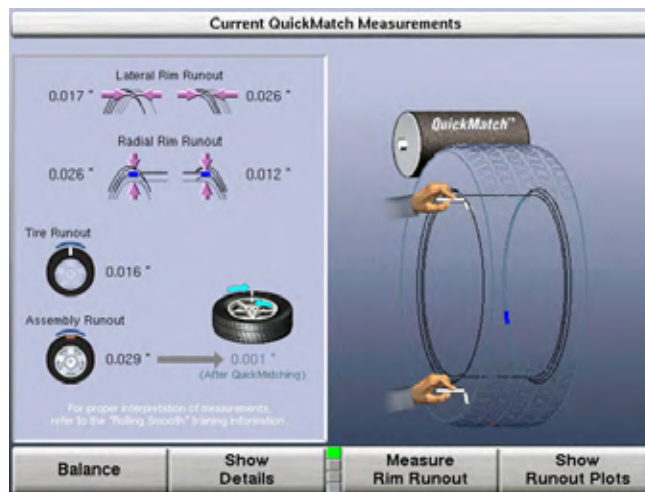 Current QuickMatch Measurements
Lateral Rim Runout
0.017 " 0.026 "
Radial Rim Runout
0.026 " 0.012 "
Tire Runout
0.016 "
Assembly Runout
0.029 " 0.001 "
(After QuickMatching)
For proper interpretation of measurements,
refer to the "Rolling Smooth" training information...
QuickMatch™
Balance
Show
Details
Measure
Rim Runout
Show
Runout Plots